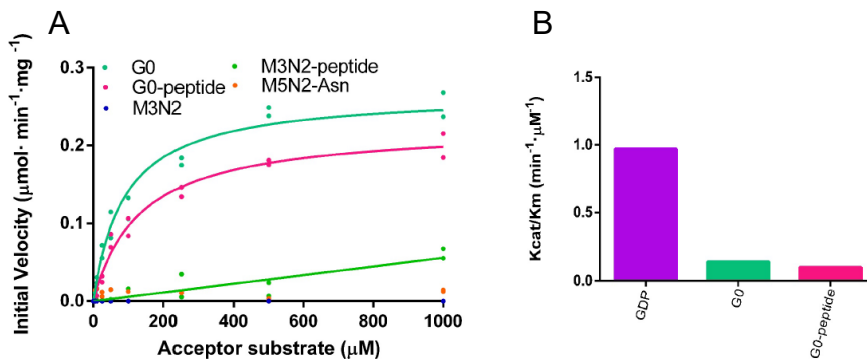 A
B
G0
G0-peptide
M3N2
M3N2-peptide
M5N2-Asn
Initial Velocity (μmol· min⁻¹·mg ⁻¹)
0.3
0.2
0.1
0.0
0
200
400
600
800
1000
Acceptor substrate (μM)
Kcat/Km (min⁻¹·μM⁻¹)
1.5
1.0
0.5
0.0
GDP
G0
G0-peptide